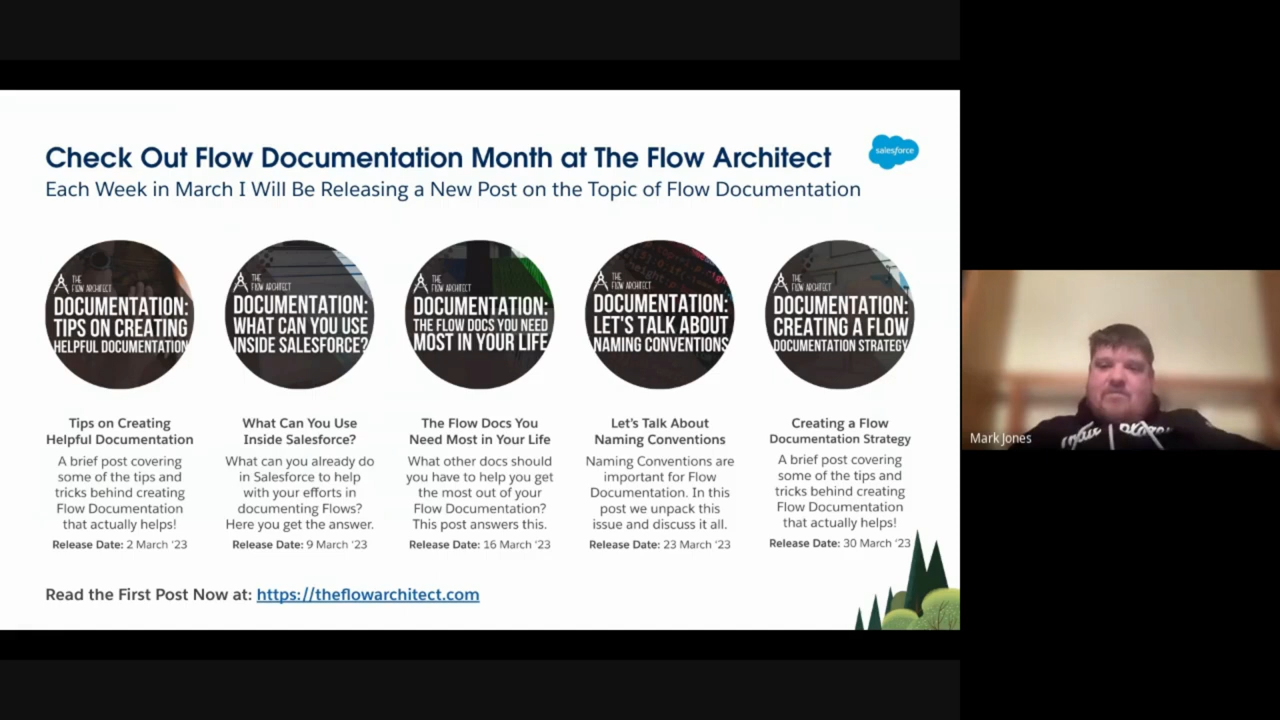 Check Out Flow Documentation Month at The Flow Architect
salesforce
Each Week in March I Will Be Releasing a New Post on the Topic of Flow Documentation
THE
FLOW ARCHITECT
DOCUMENTATION:
TIPS ON CREATING
HELPFUL DOCUMENTATION
THE
FLOW ARCHITECT
DOCUMENTATION:
WHAT CAN YOU USE
INSIDE SALESFORCE?
THE
FLOW ARCHITECT
DOCUMENTATION:
THE FLOW DOCS YOU NEED
MOST IN YOUR LIFE
THE
FLOW ARCHITECT
DOCUMENTATION:
LET'S TALK ABOUT
NAMING CONVENTIONS
THE
FLOW ARCHITECT
DOCUMENTATION:
CREATING A FLOW
DOCUMENTATION STRATEGY
Tips on Creating
Helpful Documentation
A brief post covering
some of the tips and
tricks behind creating
Flow Documentation
that actually helps!
Release Date: 2 March ‘23
What Can You Use
Inside Salesforce?
What can you already do
in Salesforce to help
with your efforts in
documenting Flows?
Here you get the answer.
Release Date: 9 March ‘23
The Flow Docs You
Need Most in Your Life
What other docs should
you have to help you get
the most out of your
Flow Documentation?
This post answers this.
Release Date: 16 March ‘23
Let’s Talk About
Naming Conventions
Naming Conventions are
important for Flow
Documentation. In this
post we unpack this
issue and discuss it all.
Release Date: 23 March ‘23
Creating a Flow
Documentation Strategy
A brief post covering
some of the tips and
tricks behind creating
Flow Documentation
that actually helps!
Release Date: 30 March ‘23
Read the First Post Now at: https://theflowarchitect.com
Mark Jones